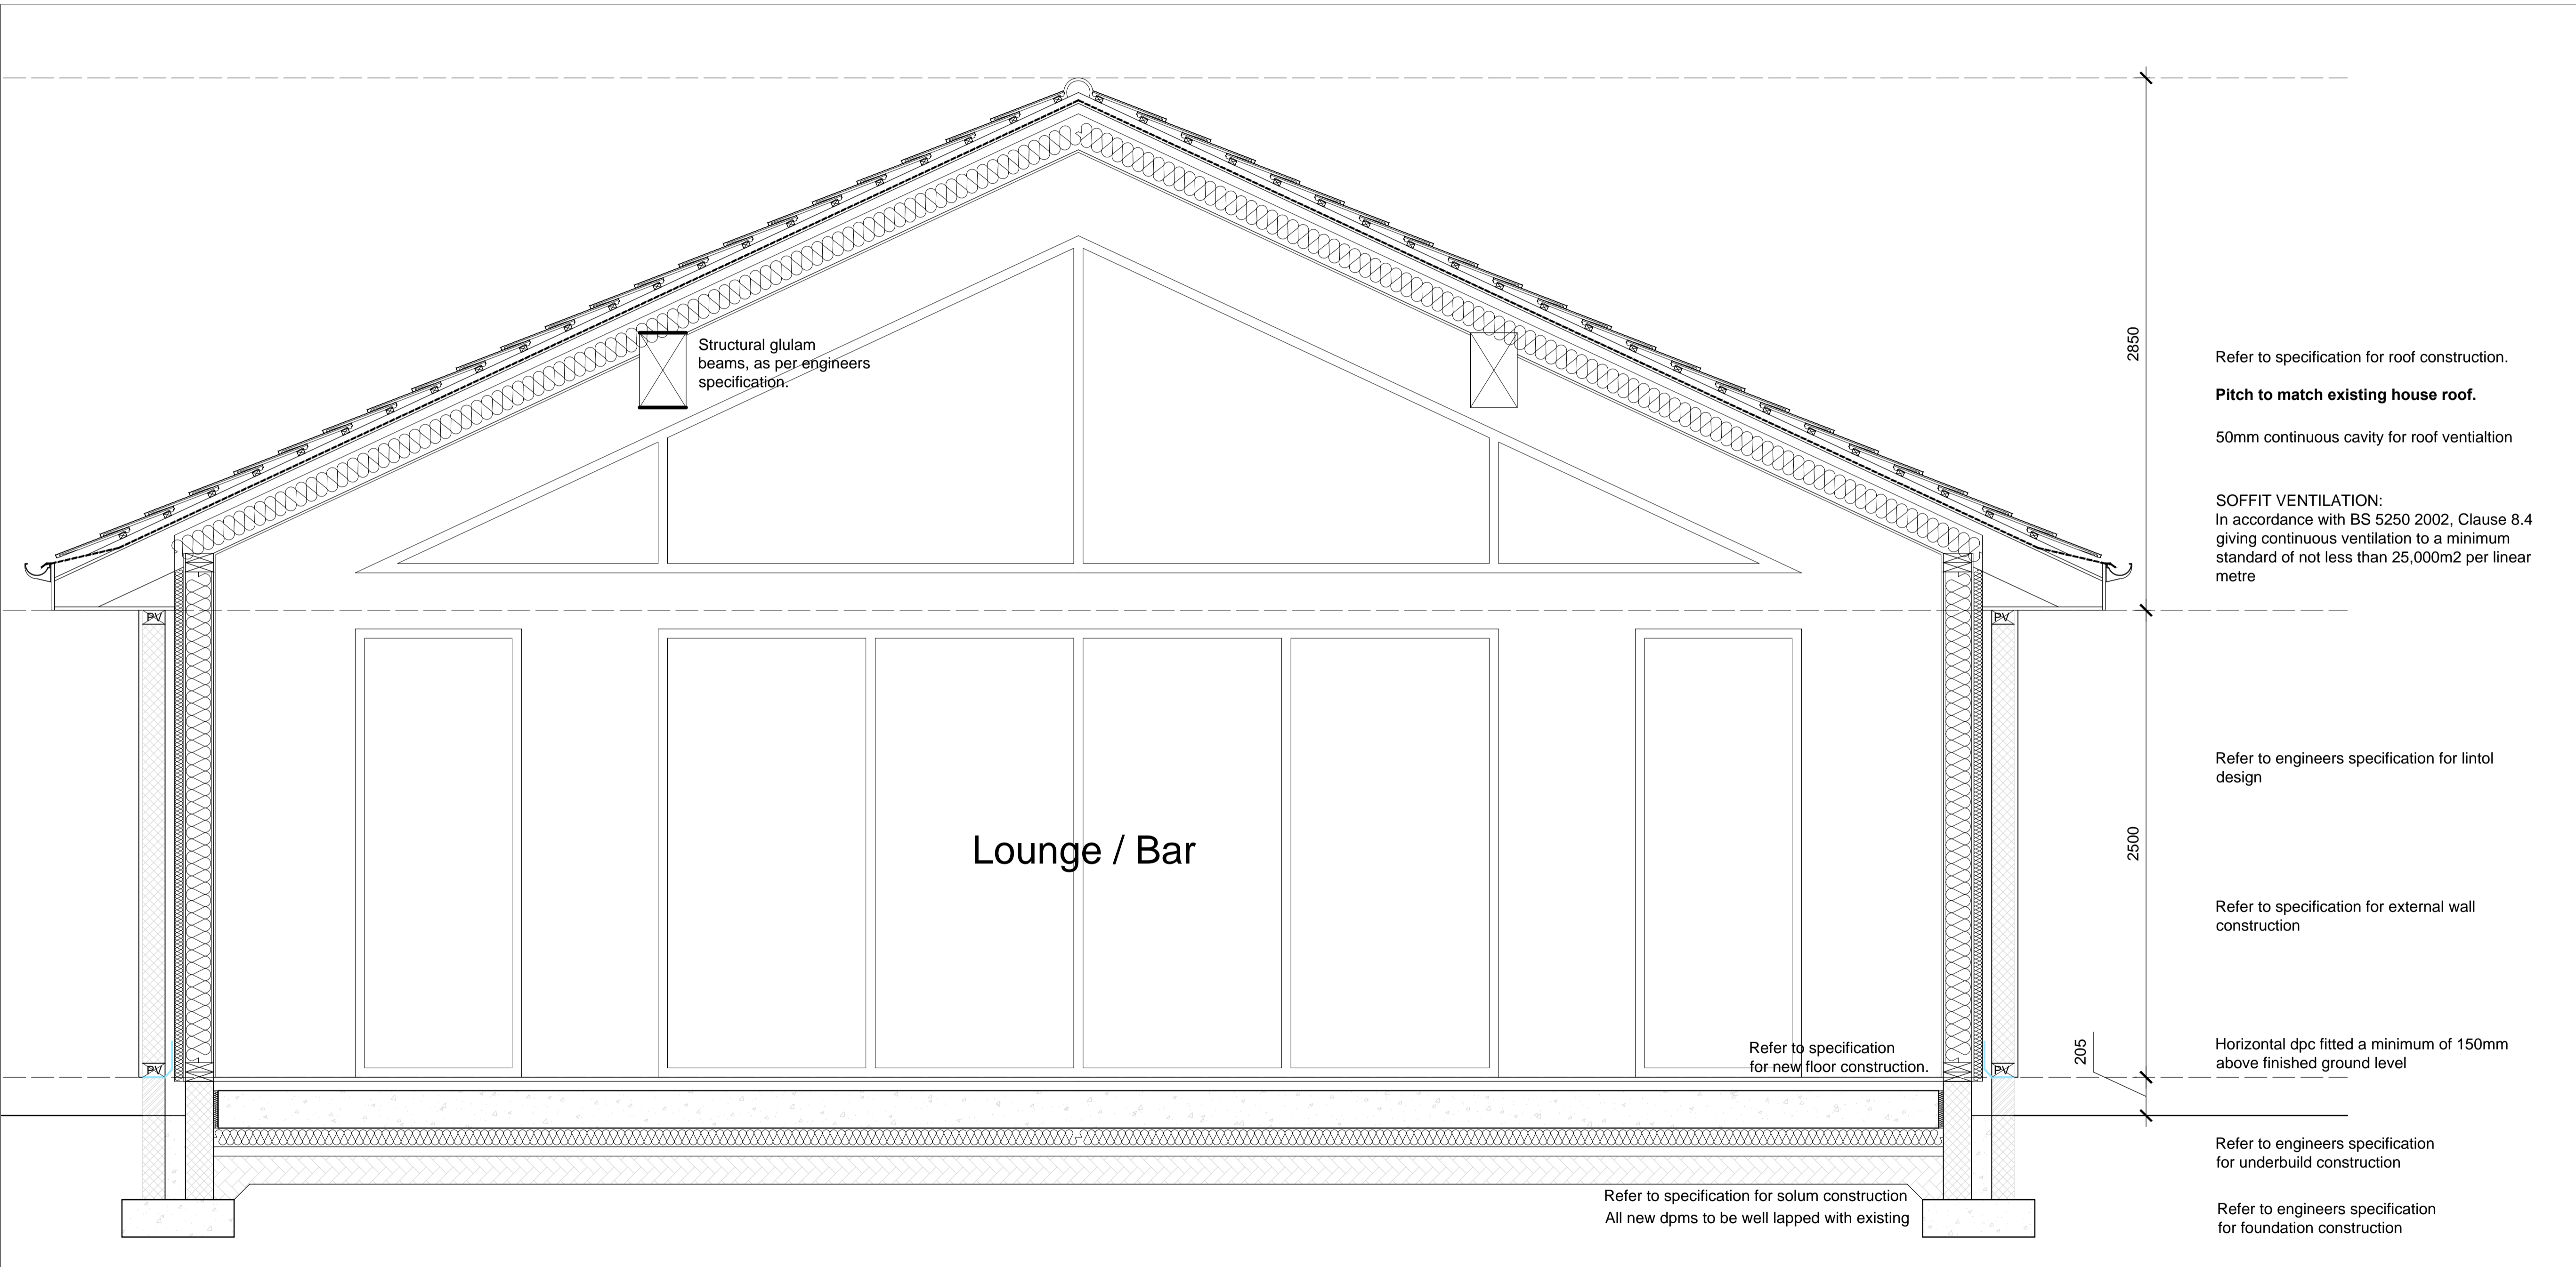 Structural glulam
beams, as per engineers
specification.
2850
Refer to specification for roof construction.
Pitch to match existing house roof.
50mm continuous cavity for roof ventialtion
SOFFIT VENTILATION:
In accordance with BS 5250 2002, Clause 8.4
giving continuous ventilation to a minimum
standard of not less than 25,000m2 per linear
metre
PV
PV
Refer to engineers specification for lintol
design
2500
Lounge / Bar
Refer to specification for external wall
construction
Refer to specification
for new floor construction.
205
Horizontal dpc fitted a minimum of 150mm
above finished ground level
PV
PV
Refer to engineers specification
for underbuild construction
Refer to specification for solum construction
All new dpms to be well lapped with existing
Refer to engineers specification
for foundation construction